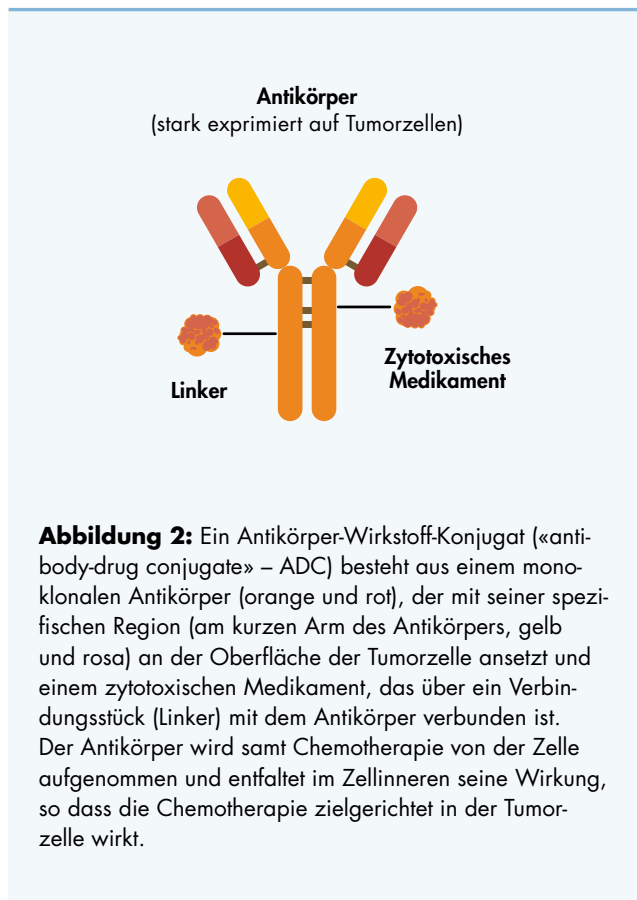 Antikörper
(stark exprimiert auf Tumorzellen)
Zytotoxisches
Medikament
Linker
Abbildung 2: Ein Antikörper-Wirkstoff-Konjugat («anti-
body-drug conjugate» – ADC) besteht aus einem mono-
klonalen Antikörper (orange und rot), der mit seiner spezi-
fischen Region (am kurzen Arm des Antikörpers, gelb
und rosa) an der Oberfläche der Tumorzelle ansetzt und
einem zytotoxischen Medikament, das über ein Verbin-
dungsstück (Linker) mit dem Antikörper verbunden ist.
Der Antikörper wird samt Chemotherapie von der Zelle
aufgenommen und entfaltet im Zellinneren seine Wirkung,
so dass die Chemotherapie zielgerichtet in der Tumor-
zelle wirkt.